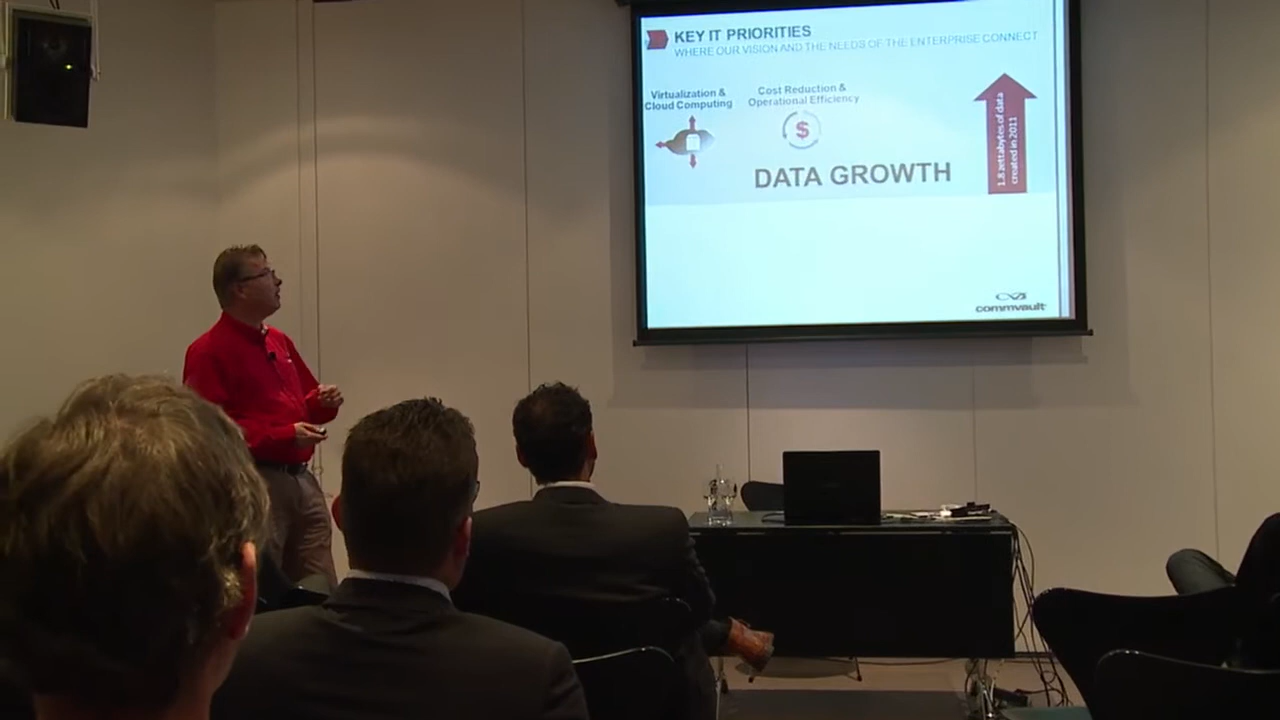 KEY IT PRIORITIES
WHERE OUR VISION AND THE NEEDS OF THE ENTERPRISE CONNECT
Virtualization &
Cloud Computing
Cost Reduction &
Operational Efficiency
$
DATA GROWTH
1.8 zettabytes of data
created in 2011
commvault